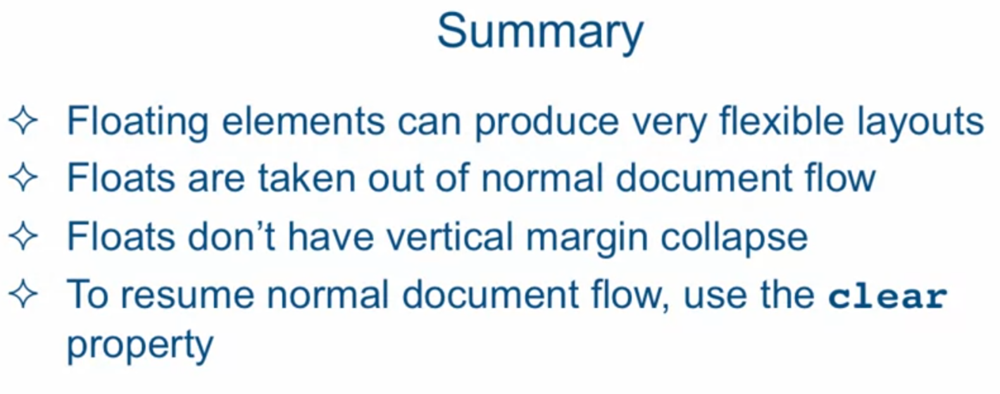 Summary
✧ Floating elements can produce very flexible layouts
✧ Floats are taken out of normal document flow
✧ Floats don’t have vertical margin collapse
✧ To resume normal document flow, use the clear
property